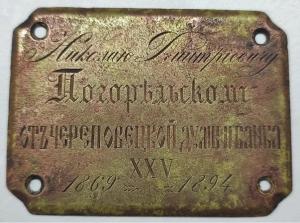 Николаю Дмитриевичу
Погорѣльскому
отъ Череповецкой Думы и Банка
XXV
1869 – 1894